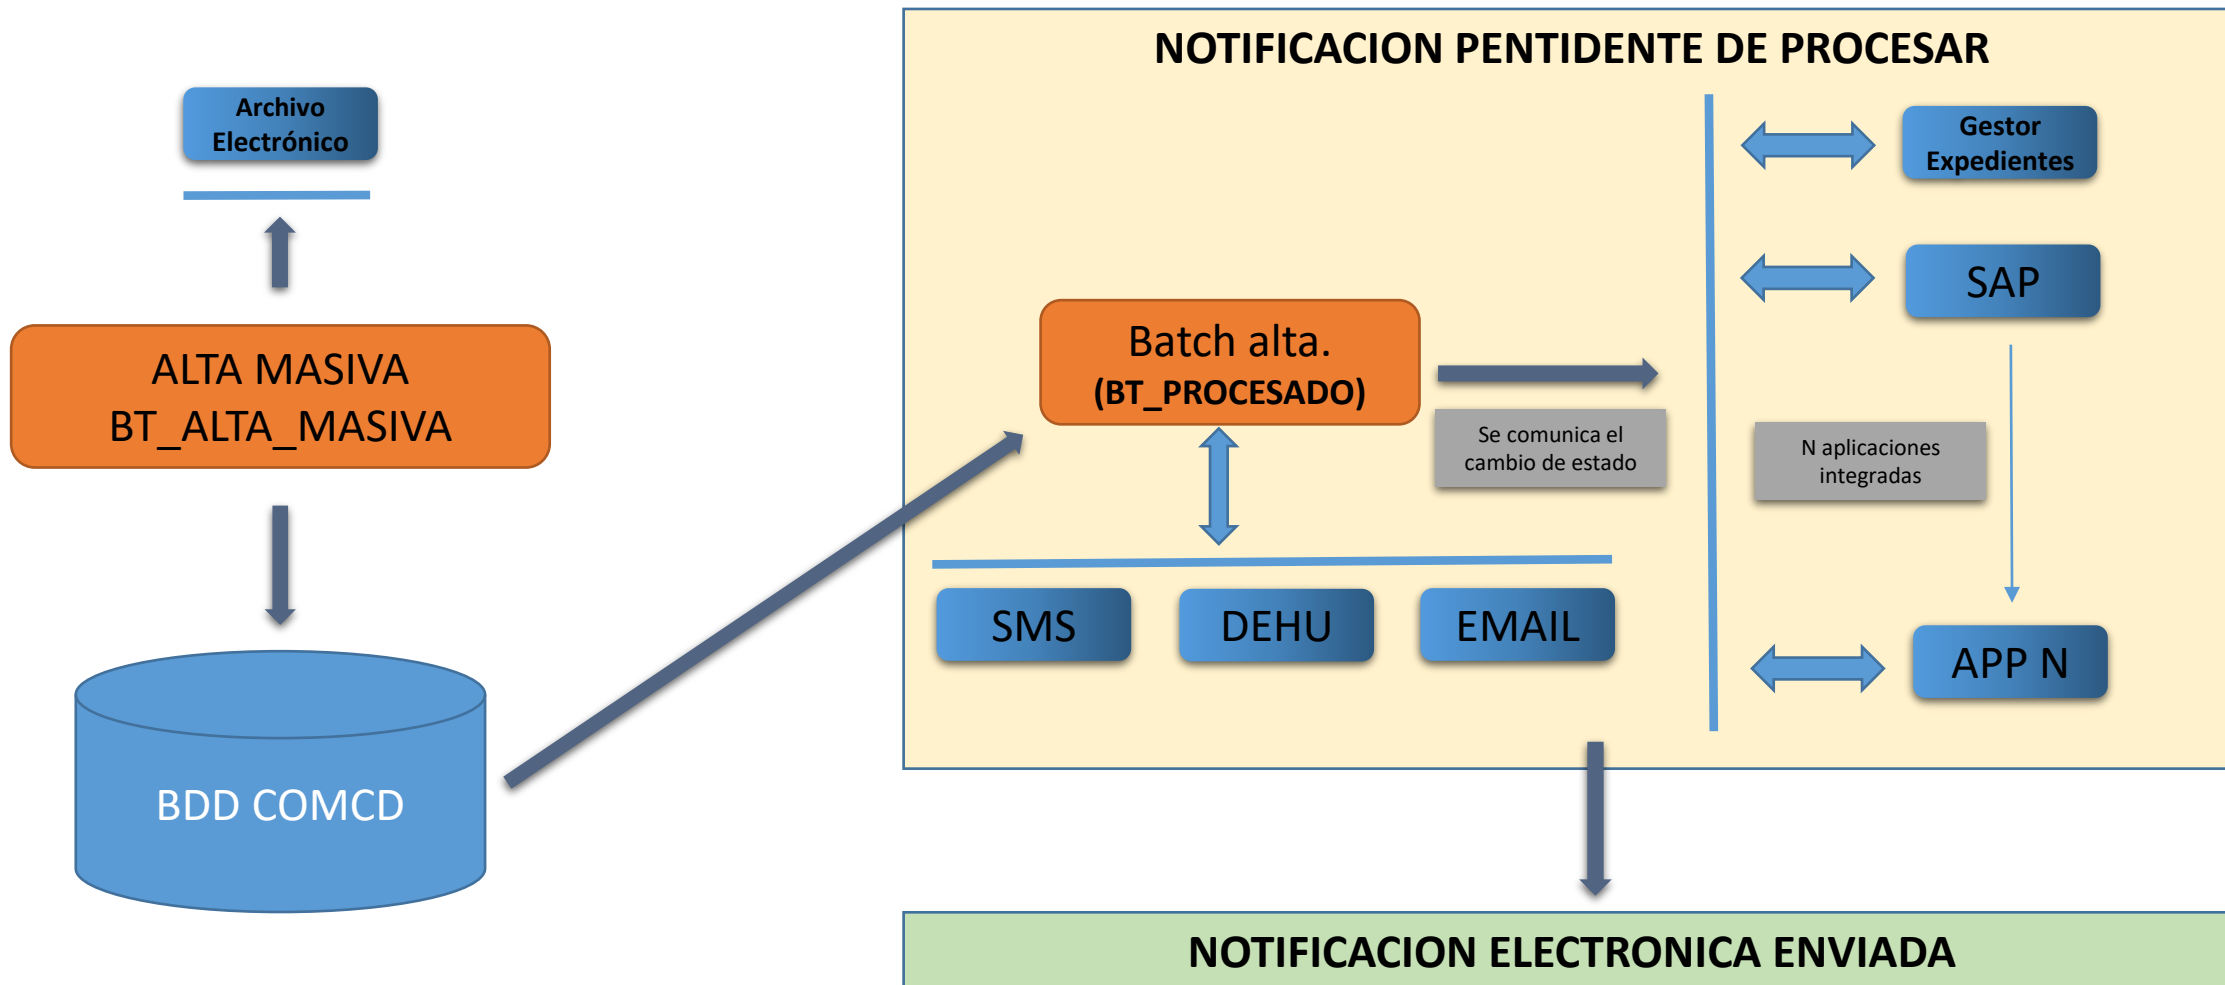 NOTIFICACION PENTIDENTE DE PROCESAR
Archivo
Electrónico
Gestor
Expedientes
SAP
ALTA MASIVA
BT_ALTA_MASIVA
Batch alta.
(BT_PROCESADO)
Se comunica el
cambio de estado
N aplicaciones
integradas
SMS
DEHU
EMAIL
APP N
BDD COMCD
NOTIFICACION ELECTRONICA ENVIADA